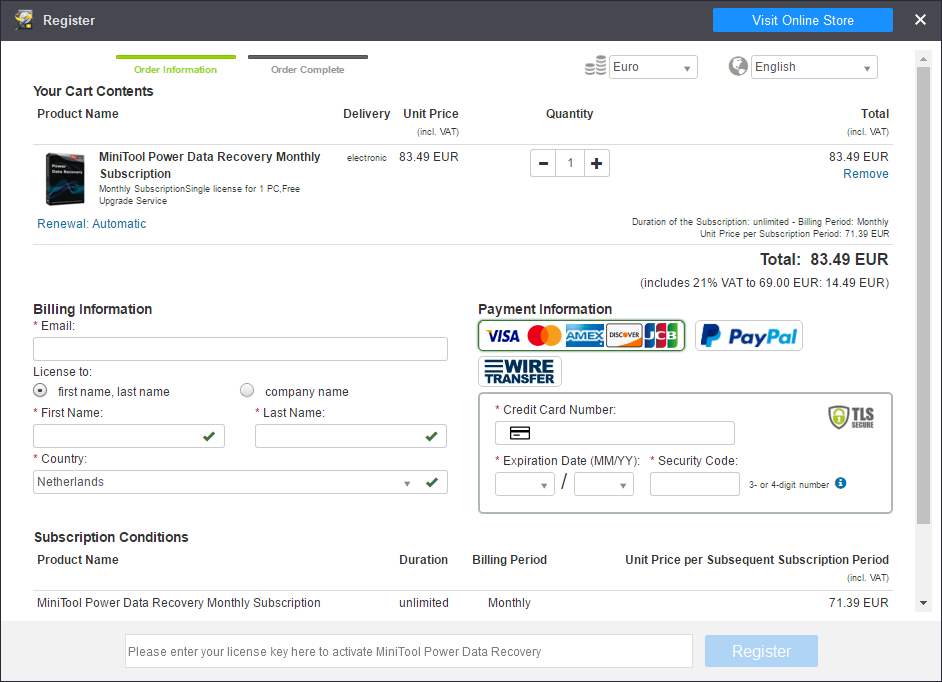 Register
Visit Online Store
Order Information
Order Complete
Euro
English
Your Cart Contents
Product Name Delivery Unit Price Quantity Total
(incl. VAT) (incl. VAT)
Power
Data Recovery
MiniTool Power Data Recovery Monthly Subscription electronic 83.49 EUR 1 83.49 EUR
Remove
Monthly SubscriptionSingle license for 1 PC,Free
Upgrade Service
Renewal: Automatic
Duration of the Subscription: unlimited - Billing Period: Monthly
Unit Price per Subscription Period: 71.39 EUR
Total: 83.49 EUR
(includes 21% VAT to 69.00 EUR: 14.49 EUR)
Billing Information
* Email:
License to:
first name, last name company name
* First Name: * Last Name:
* Country:
Netherlands
Payment Information
VISA AMEX DISCOVER JCB PayPal
WIRE
TRANSFER
* Credit Card Number:
TLS
SECURE
* Expiration Date (MM/YY): * Security Code:
/ 3- or 4-digit number
Subscription Conditions
Product Name Duration Billing Period Unit Price per Subsequent Subscription Period
(incl. VAT)
MiniTool Power Data Recovery Monthly Subscription unlimited Monthly 71.39 EUR
Please enter your license key here to activate MiniTool Power Data Recovery
Register